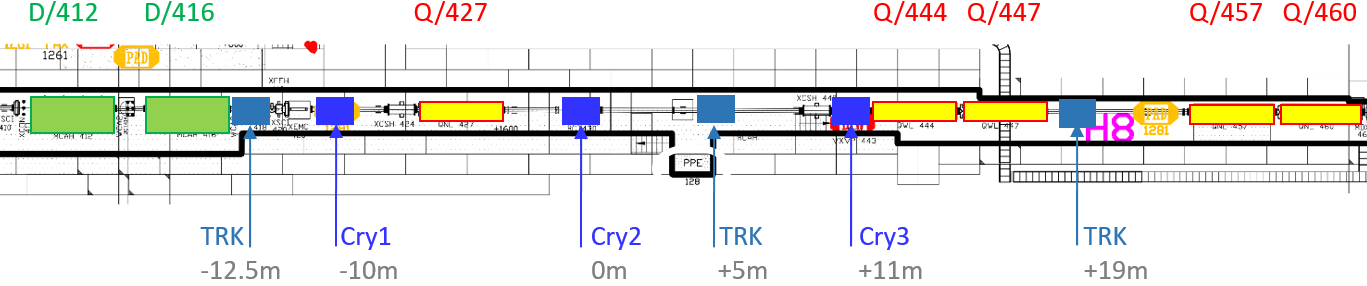 D/412 D/416 Q/427 Q/444 Q/447 Q/457 Q/460
1261
PAD
XCSH 424
QNL 427
+1600
PPE
128
XCSH 44
VXV 443
QWL 444
QWL 447
H8
PAD
1281
QNL 457
QNL 460
TRK Cry1 Cry2 TRK Cry3 TRK
-12.5m -10m 0m +5m +11m +19m